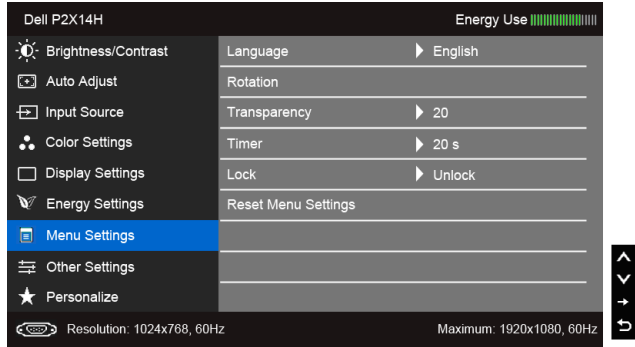 Dell P2X14H Energy Use
Brightness/Contrast Language English
Auto Adjust Rotation
Input Source Transparency 20
Color Settings Timer 20 s
Display Settings Lock Unlock
Energy Settings Reset Menu Settings
Menu Settings
Other Settings
Personalize
Resolution: 1024x768, 60Hz Maximum: 1920x1080, 60Hz